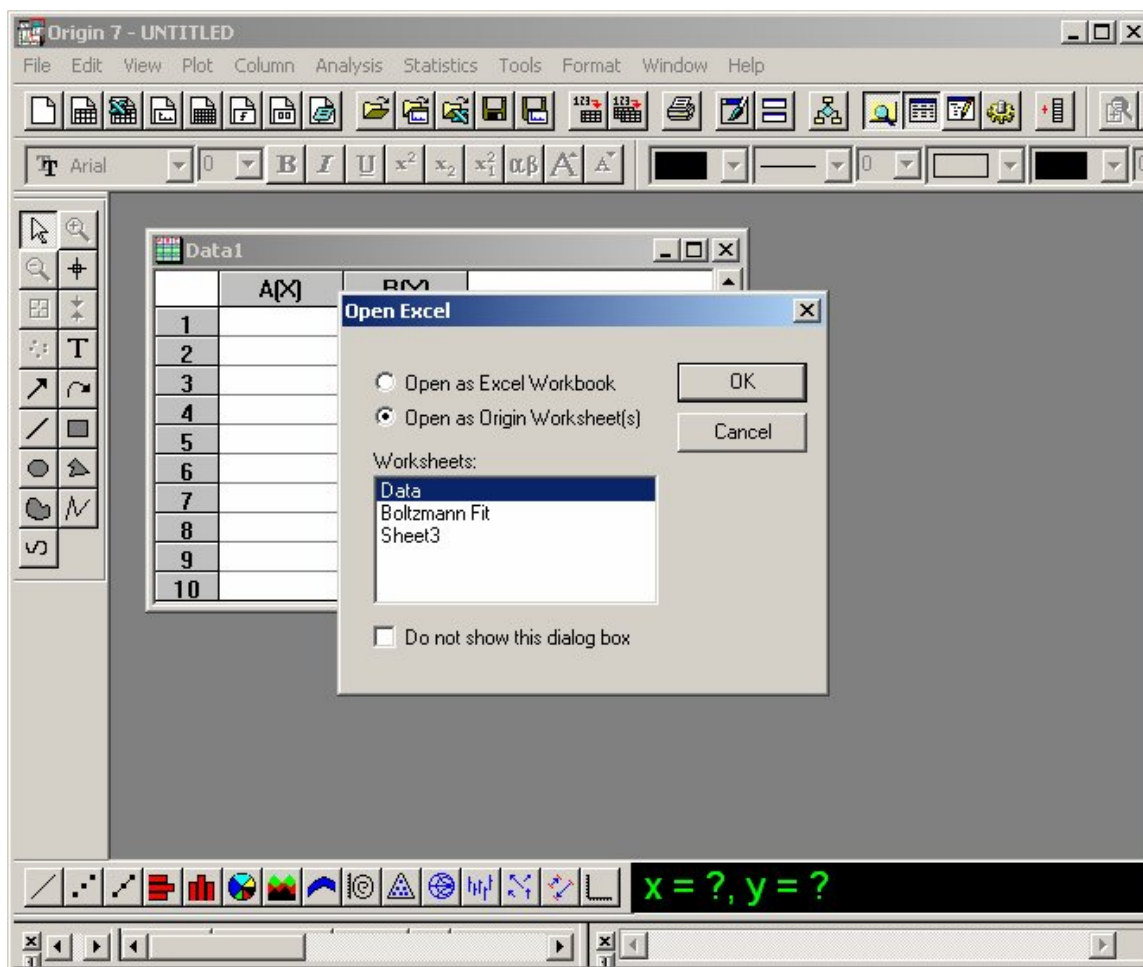 Origin 7 - UNTITLED
File Edit View Plot Column Analysis Statistics Tools Format Window Help
Arial 0 B I U x² x₂ αβ A A 0
Data1
A(X) B(Y)
Open Excel
1
2
3
4
5
6
7
8
9
10
Open as Excel Workbook
Open as Origin Worksheet(s)
OK
Cancel
Worksheets:
Data
Boltzmann Fit
Sheet3
Do not show this dialog box
T
x = ?, y = ?